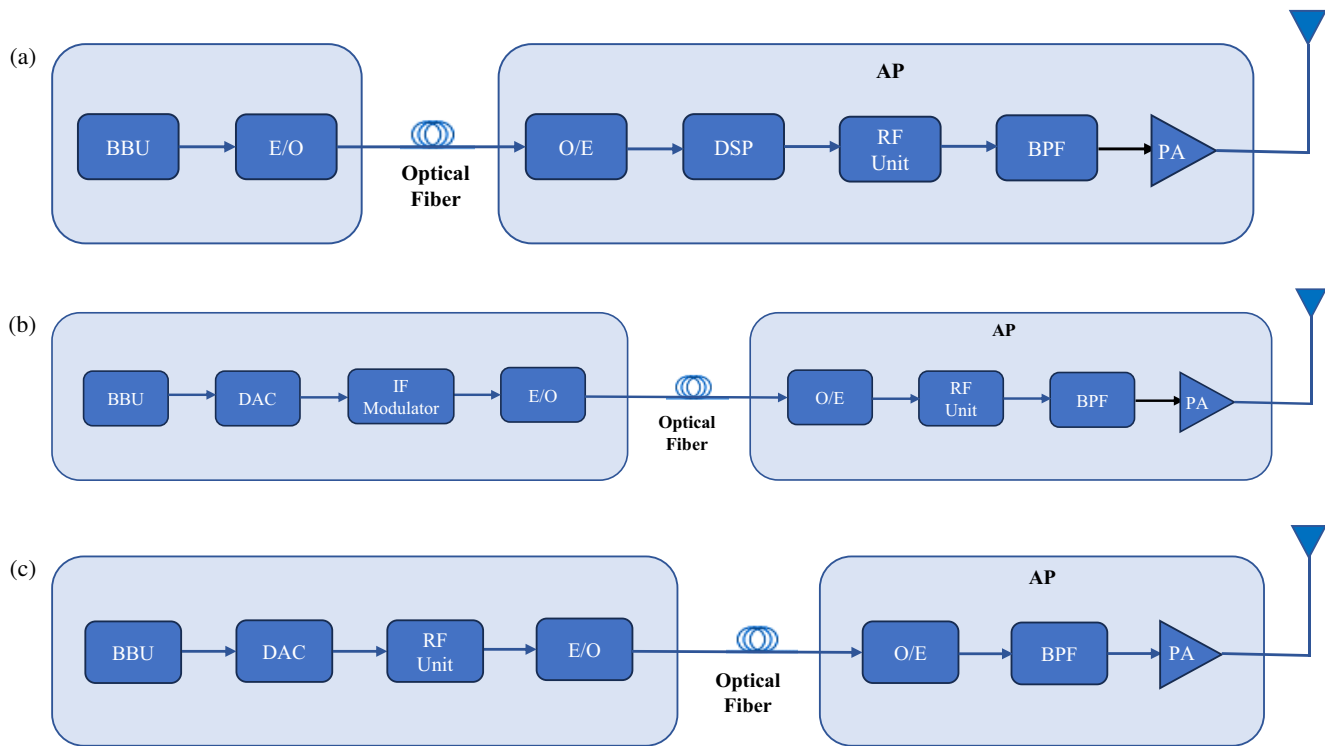 (a)
AP
BBU
E/O
Optical
Fiber
O/E
DSP
RF
Unit
BPF
PA
(b)
AP
BBU
DAC
IF
Modulator
E/O
Optical
Fiber
O/E
RF
Unit
BPF
PA
(c)
AP
BBU
DAC
RF
Unit
E/O
Optical
Fiber
O/E
BPF
PA